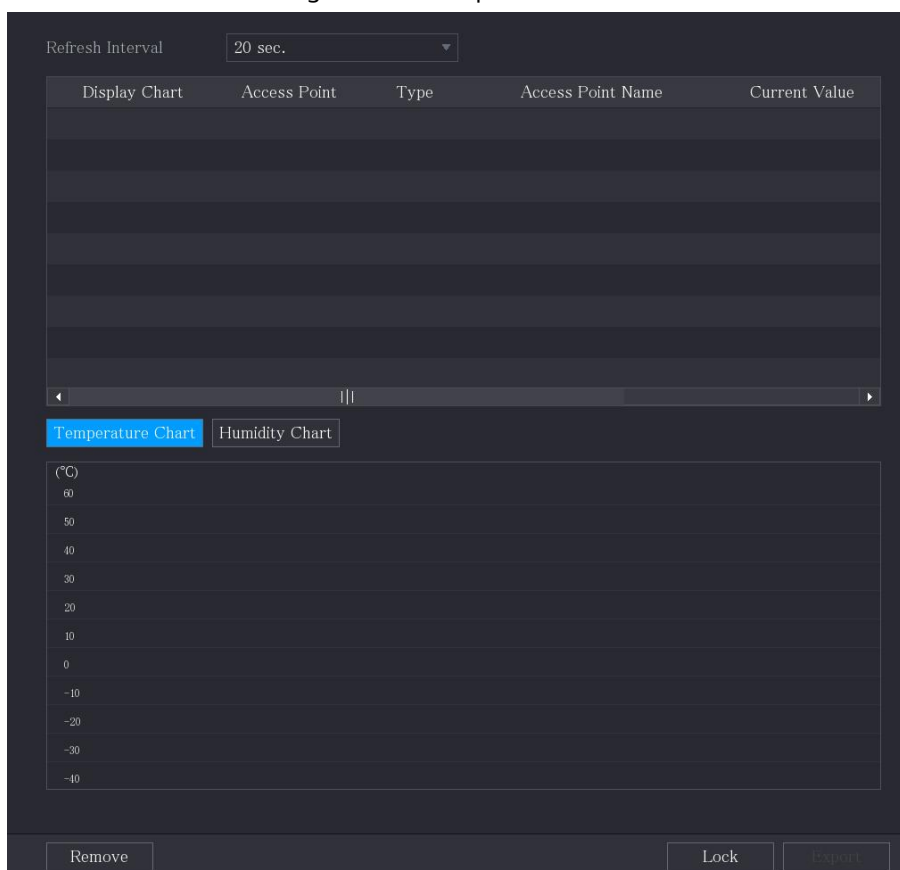 Refresh Interval 20 sec.
Display Chart Access Point Type Access Point Name Current Value
Temperature Chart Humidity Chart
(°C)
60
50
40
30
20
10
0
-10
-20
-30
-40
Remove Lock Export